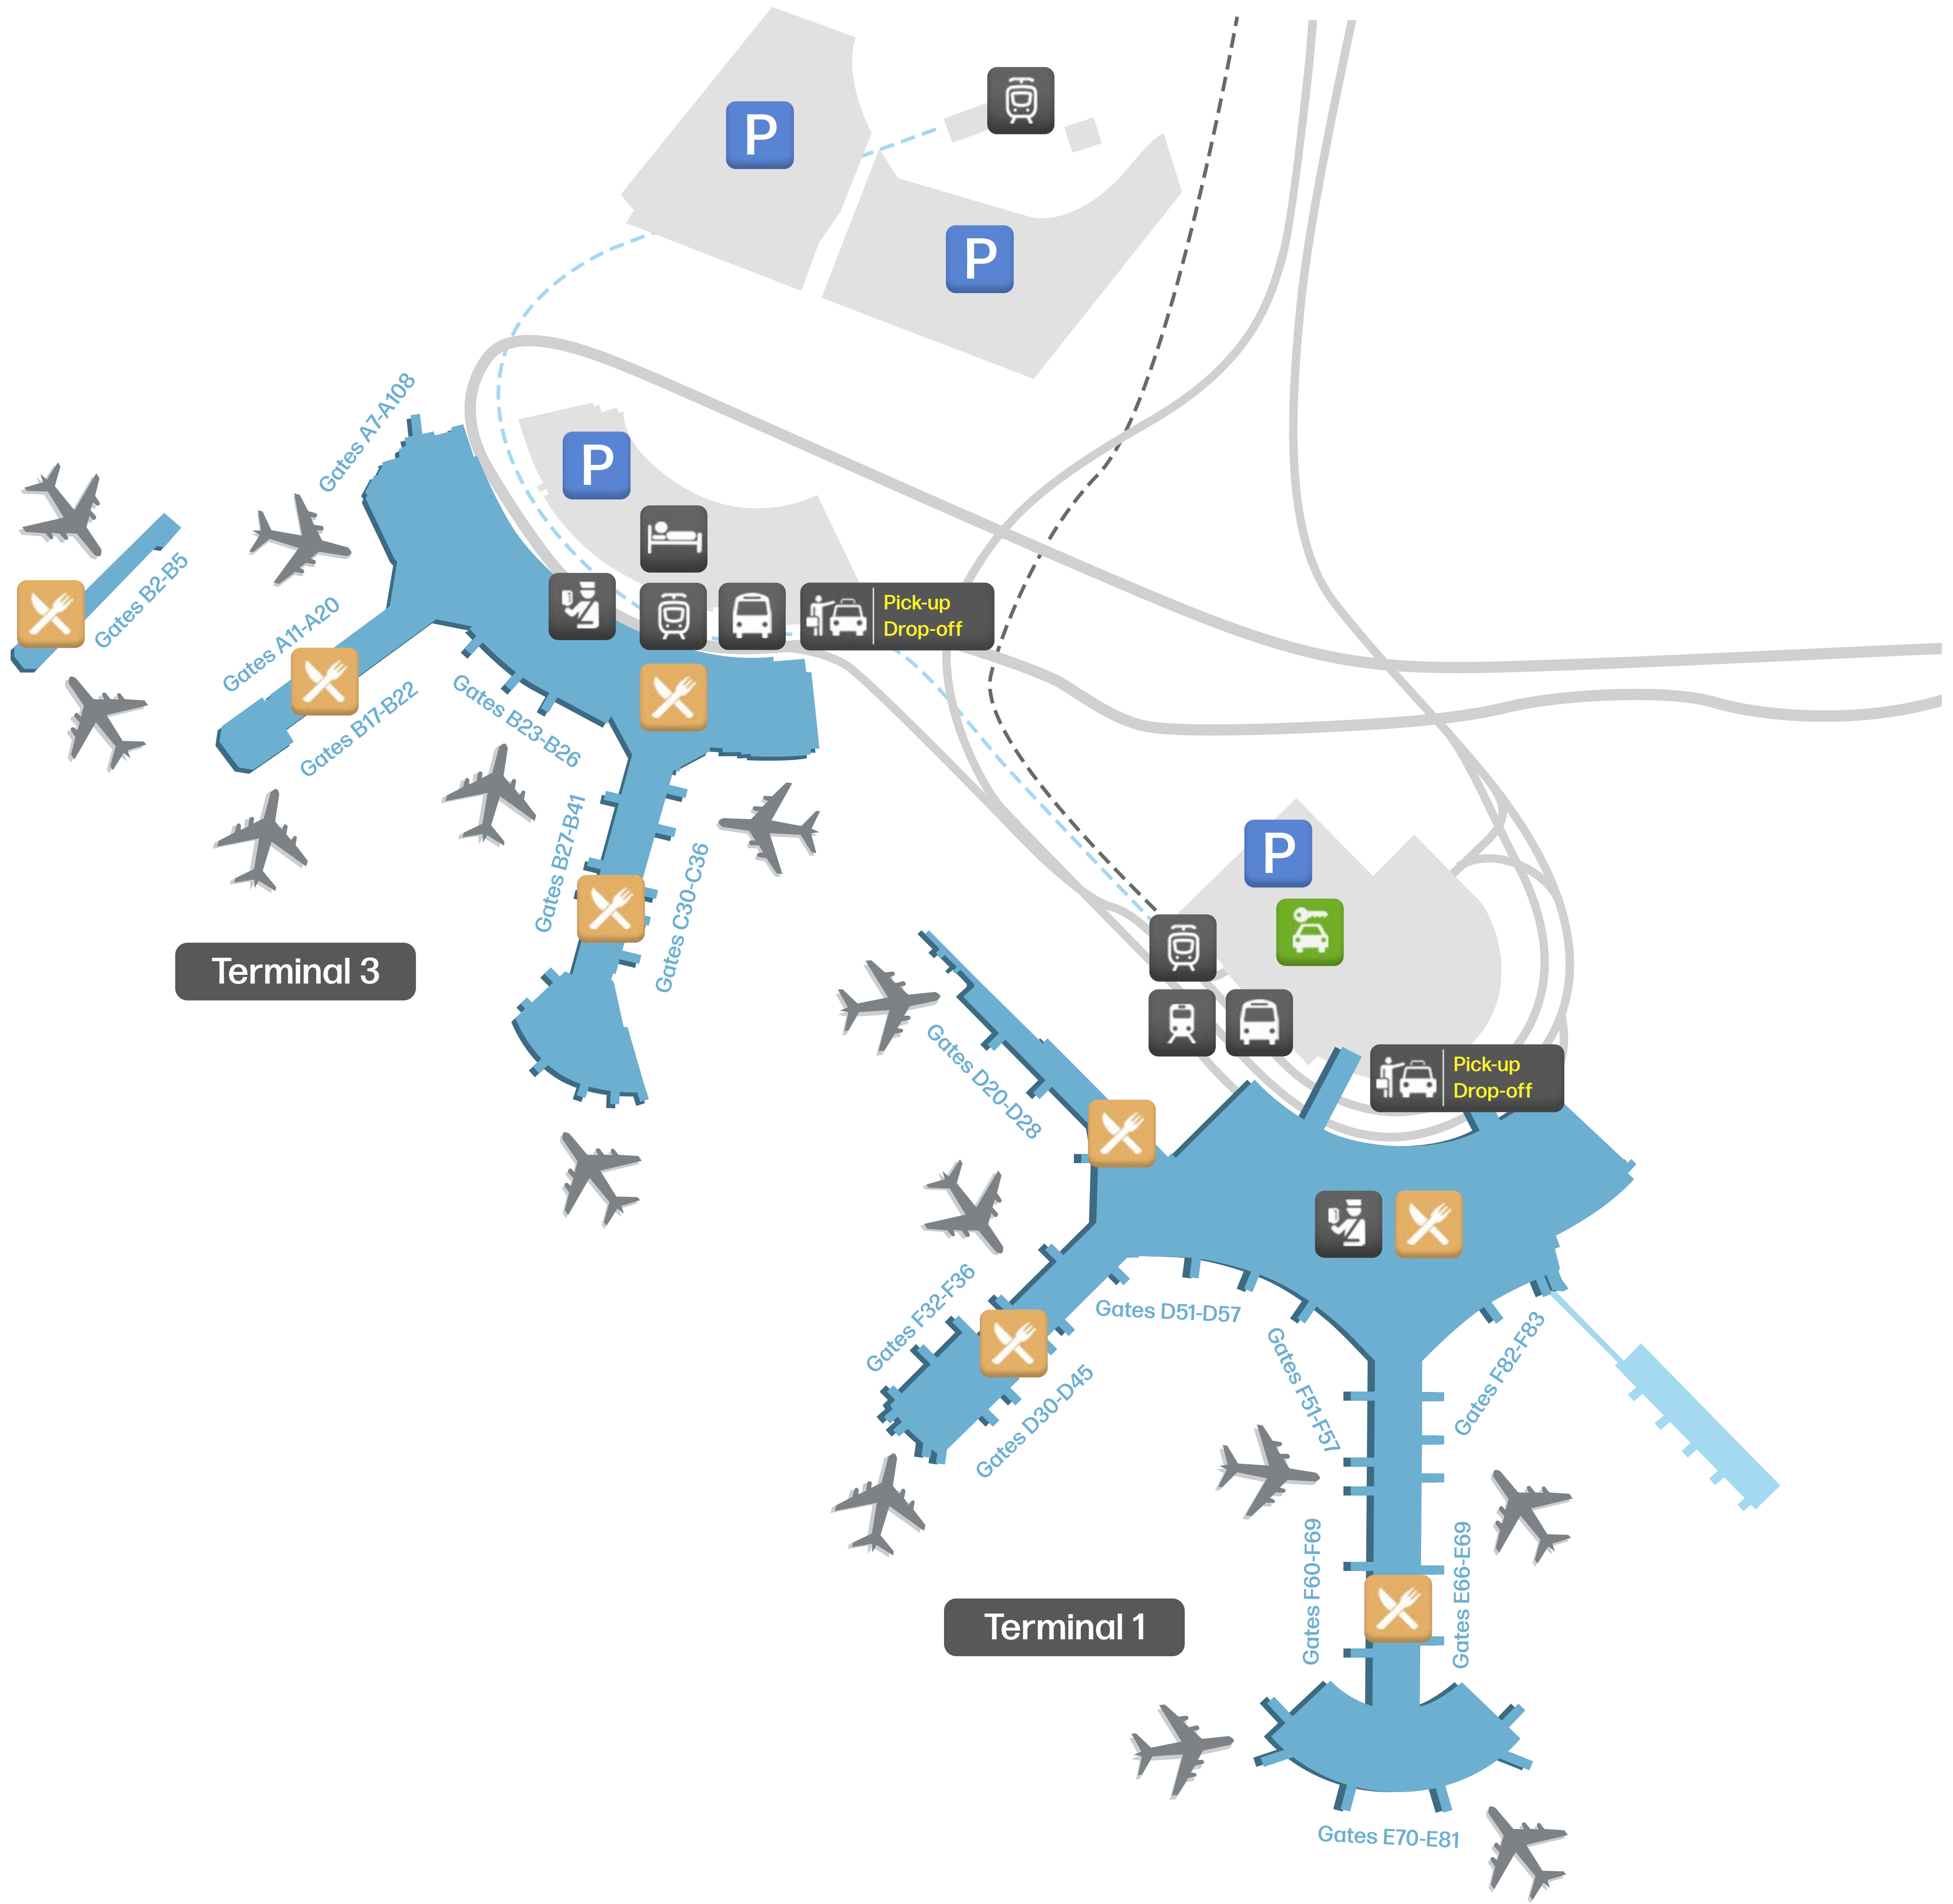 P
P
Gates A7-A108
P
Gates B2-B5
Gates A11-A20
Pick-up
Drop-off
Gates B17-B22
Gates B23-B26
Gates B27-B41
Gates C30-C36
P
Terminal 3
Gates D20-D28
Pick-up
Drop-off
Gates F32-F36
Gates D51-D57
Gates D30-D45
Gates F51-F57
Gates F82-F83
Gates F60-F69
Gates E66-E69
Terminal 1
Gates E70-E81